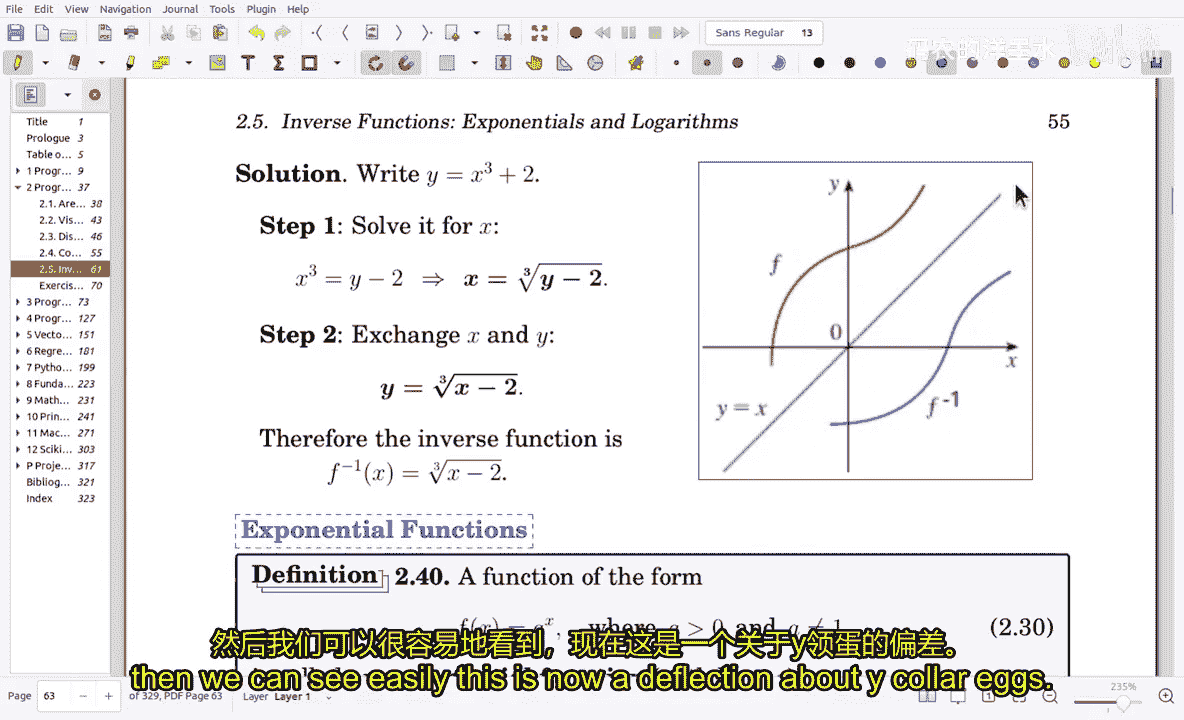 File Edit View Navigation Journal Tools Plugin Help
Sans Regular 13
Title 1
Prologue 3
Table o... 5
1 Progr... 9
2 Progr... 37
2.1. Are... 38
2.2. Vis... 43
2.3. Dis... 46
2.4. Co... 55
2.5. Inv... 61
Exercis... 70
3 Progr... 73
4 Progr... 127
5 Vecto... 151
6 Regre... 181
7 Pytho... 199
8 Funda... 223
9 Math... 231
10 Prin... 241
11 Mac... 271
12 Sciki... 303
P Proje... 317
Bibliog... 321
Index 323
2.5. Inverse Functions: Exponentials and Logarithms 55
Solution. Write y = x³ + 2.
Step 1: Solve it for x:
x³ = y − 2 ⇒ x = ∛(y − 2).
Step 2: Exchange x and y:
y = ∛(x − 2).
Therefore the inverse function is
f⁻¹(x) = ∛(x − 2).
y
f
0
x
y = x
f⁻¹
Exponential Functions
Definition 2.40. A function of the form
(2.30)
然后我们可以很容易地看到，现在这是一个关于y领蛋的偏差。
then we can see easily this is now a deflection about y collar eggs.
Page 63 of 329, PDF Page 63 Layer Layer 1
235%